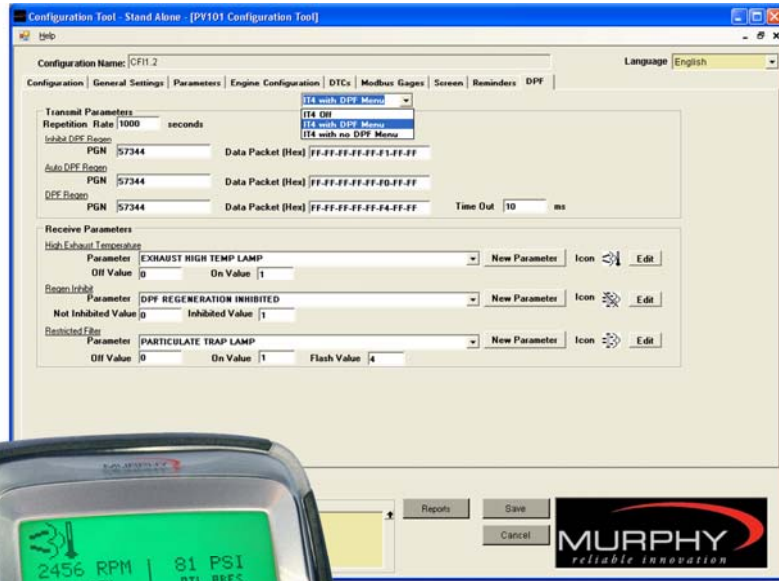 Configuration Tool - Stand Alone - [PV101 Configuration Tool]
Help
Configuration Name: CFI1.2 Language English
Configuration General Settings Parameters Engine Configuration DTCs Modbus Gages Screen Reminders DPF
IT4 with DPF Menu
IT4 Off
IT4 with DPF Menu
IT4 with no DPF Menu
Transmit Parameters
Repetition Rate 1000 seconds
Inhibit DPF Regen
PGN 57344 Data Packet (Hex) FF-FF-FF-FF-FF-F1-FF-FF
Auto DPF Regen
PGN 57344 Data Packet (Hex) FF-FF-FF-FF-FF-F0-FF-FF
DPF Regen
PGN 57344 Data Packet (Hex) FF-FF-FF-FF-FF-F4-FF-FF Time Out 10 ms
Receive Parameters
High Exhaust Temperature
Parameter EXHAUST HIGH TEMP LAMP New Parameter Icon Edit
Off Value 0 On Value 1
Regen Inhibit
Parameter DPF REGENERATION INHIBITED New Parameter Icon Edit
Not Inhibited Value 0 Inhibited Value 1
Restricted Filter
Parameter PARTICULATE TRAP LAMP New Parameter Icon Edit
Off Value 0 On Value 1 Flash Value 4
Reports Save
Cancel
MURPHY
reliable innovation
MURPHY
2456 RPM 81 PSI
OIL PRES